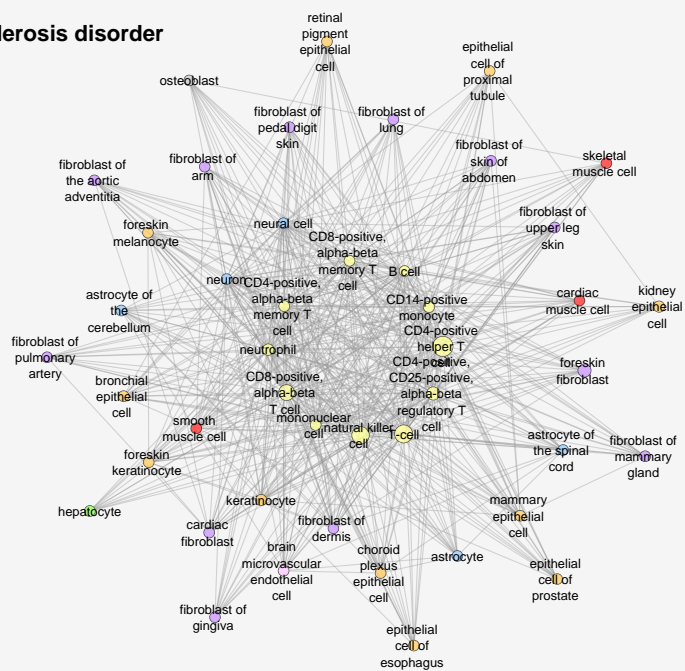 lerosis disorder
retinal
pigment
epithelial
cell
epithelial
cell of
proximal
tubule
osteoblast
fibroblast of
pedal digit
skin
fibroblast of
lung
fibroblast of
skin of
abdomen
skeletal
muscle cell
fibroblast of
arm
fibroblast of
the aortic
adventitia
foreskin
melanocyte
neural cell
fibroblast of
upper leg
skin
CD8-positive,
alpha-beta
memory T
cell
B cell
neuron
CD4-positive,
alpha-beta
memory T
cell
CD14-positive
monocyte
cardiac
muscle cell
kidney
epithelial
cell
astrocyte of
the
cerebellum
CD4-positive
helper T
cell
fibroblast of
pulmonary
artery
neutrophil
CD4-positive,
CD25-positive,
alpha-beta
regulatory T
cell
foreskin
fibroblast
bronchial
epithelial
cell
CD8-positive,
alpha-beta
T cell
mononuclear
cell
natural killer
cell
T-cell
smooth
muscle cell
astrocyte of
the spinal
cord
fibroblast of
mammary
gland
foreskin
keratinocyte
hepatocyte
keratinocyte
mammary
epithelial
cell
cardiac
fibroblast
fibroblast of
dermis
brain
microvascular
endothelial
cell
choroid
plexus
epithelial
cell
astrocyte
epithelial
cell of
prostate
fibroblast of
gingiva
epithelial
cell of
esophagus